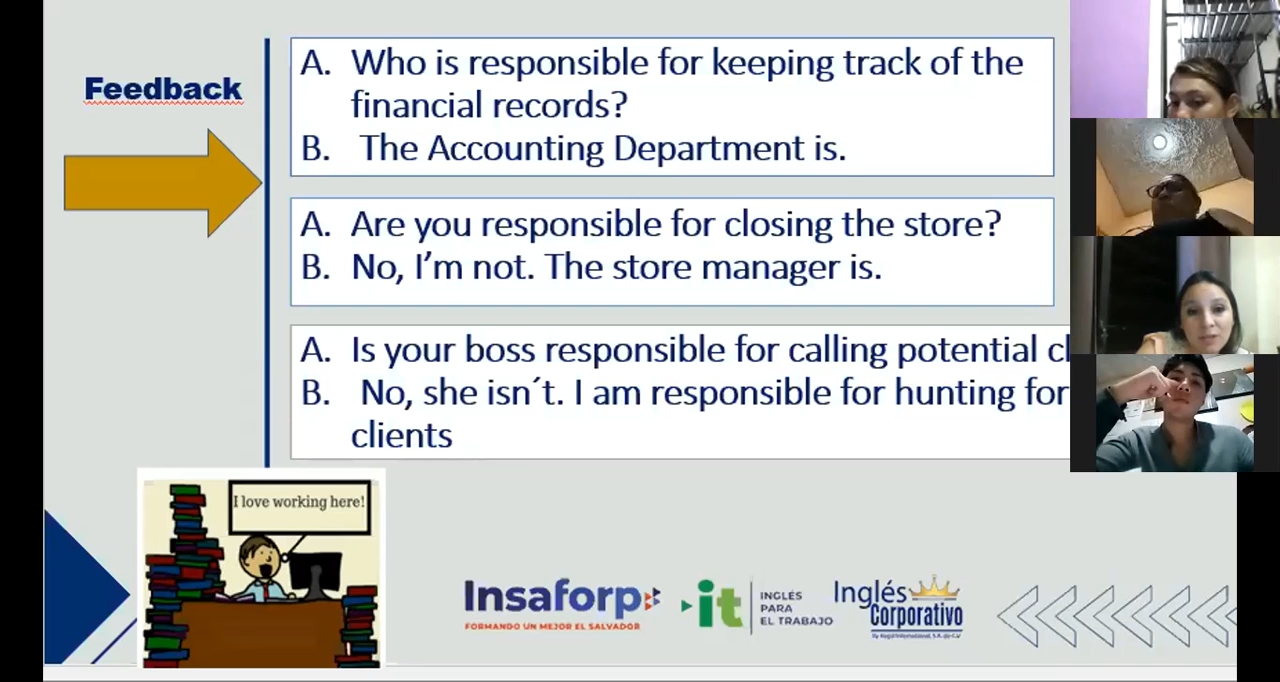 Feedback
A. Who is responsible for keeping track of the
financial records?
B. The Accounting Department is.
A. Are you responsible for closing the store?
B. No, I’m not. The store manager is.
A. Is your boss responsible for calling potential
B. No, she isn´t. I am responsible for hunting for
clients
I love working here!
Insaforp
FORMANDO UN MEJOR EL SALVADOR
it
INGLÉS
PARA
EL TRABAJO
Inglés
Corporativo